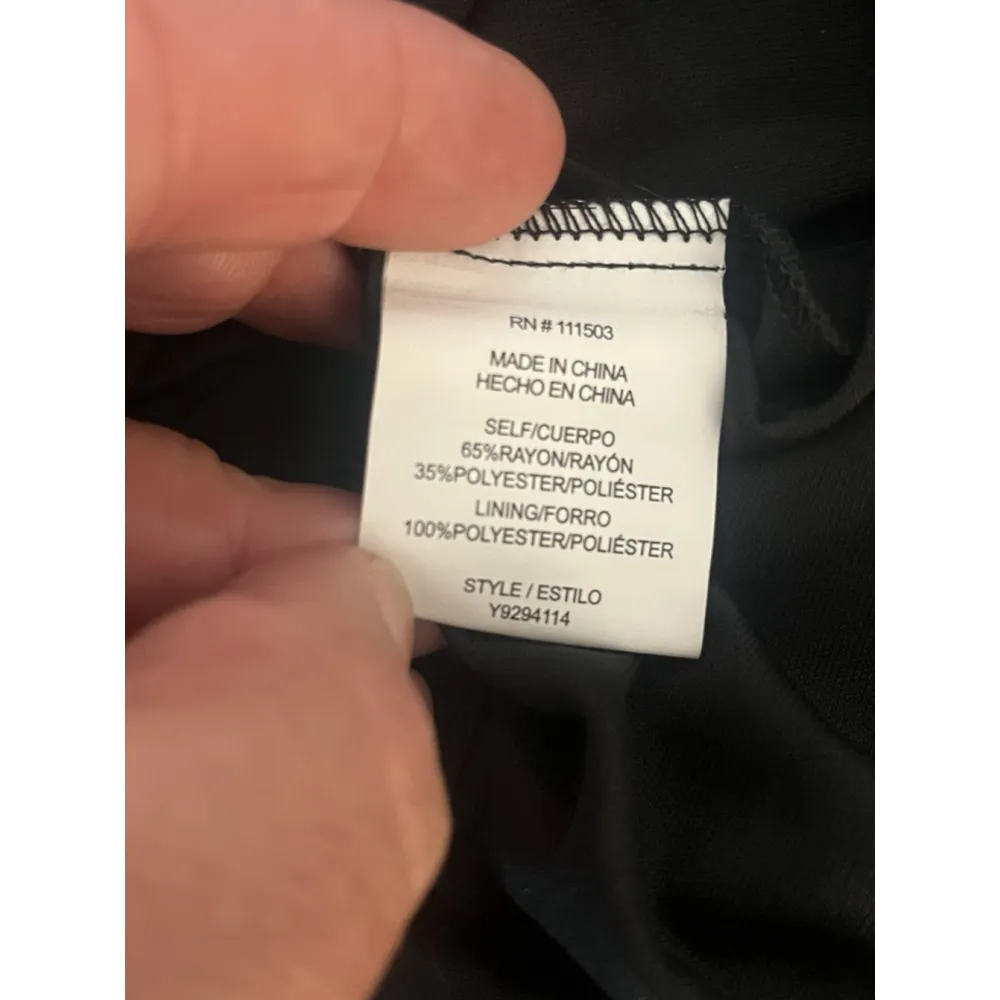 RN # 111503
MADE IN CHINA
HECHO EN CHINA
SELF/CUERPO
65%RAYON/RAYÓN
35%POLYESTER/POLIÉSTER
LINING/FORRO
100%POLYESTER/POLIÉSTER
STYLE / ESTILO
Y9294114